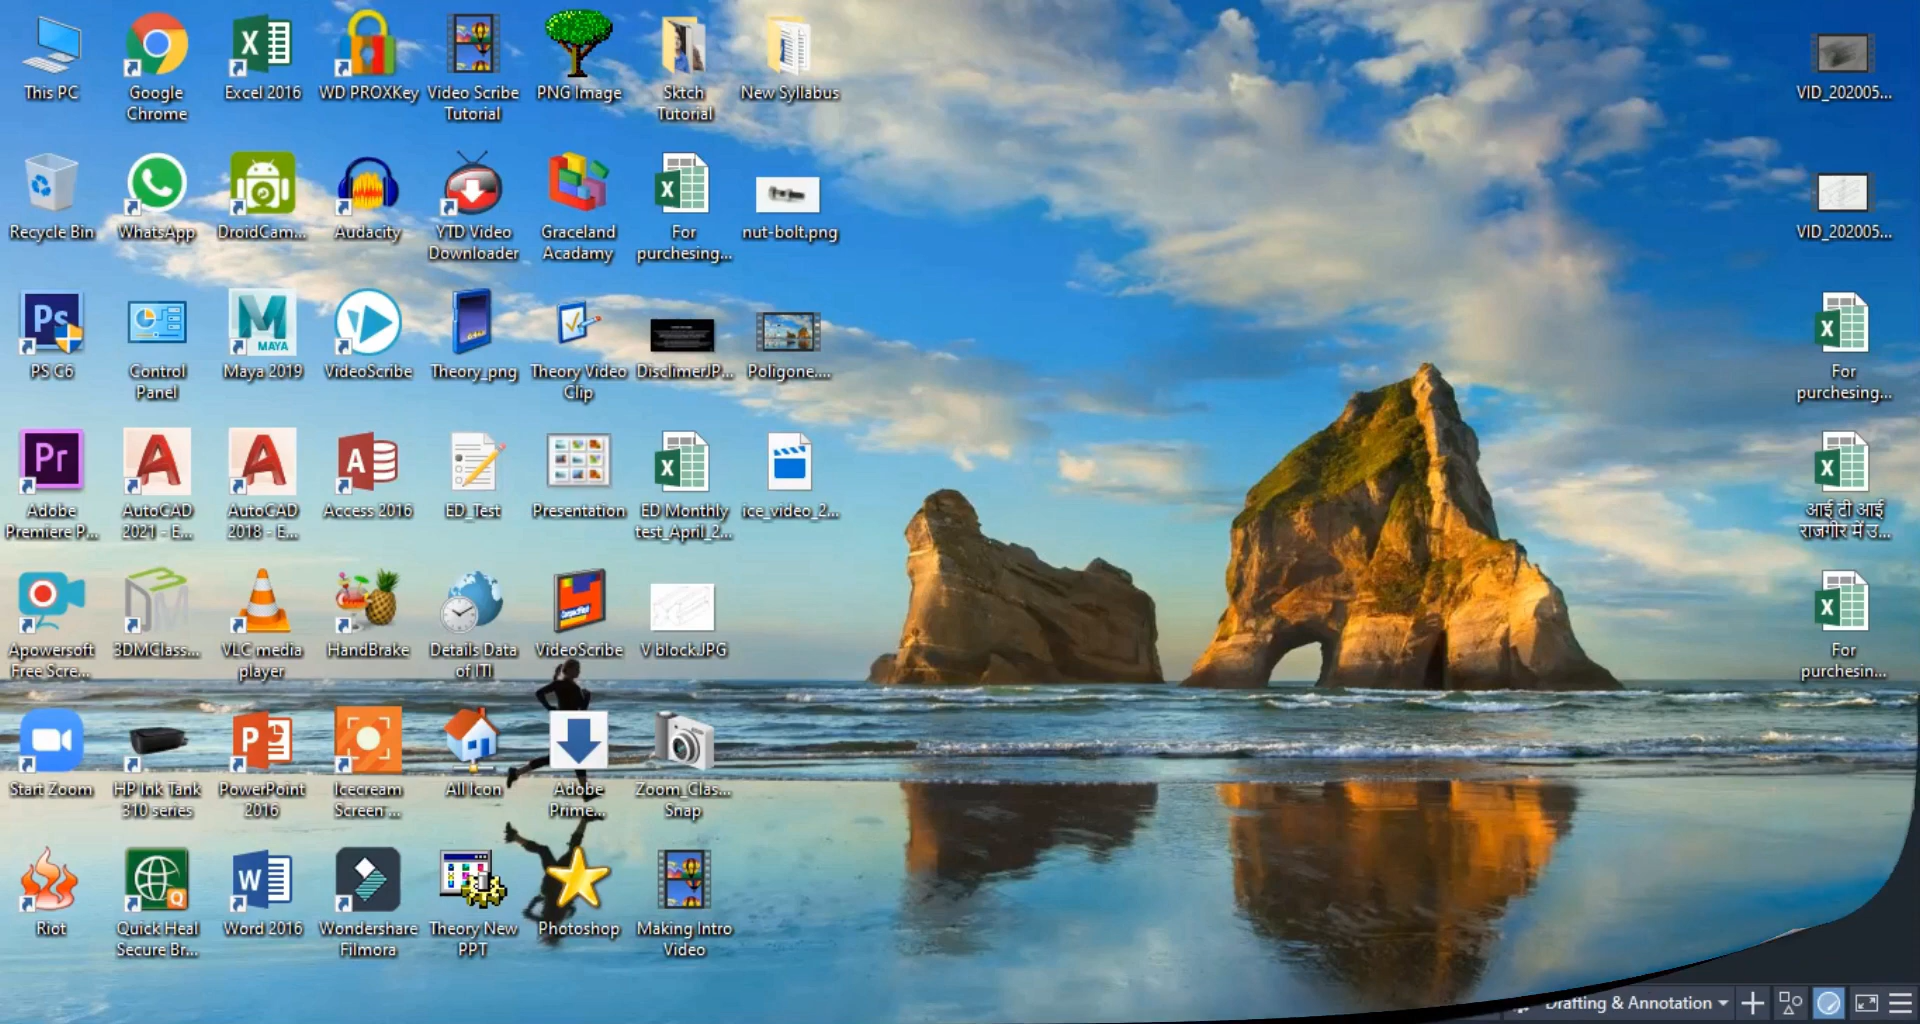 This PC
Google
Chrome
Excel 2016
WD PROXKey
Video Scribe
Tutorial
PNG Image
Sktch
Tutorial
New Syllabus
VID_202005...
Recycle Bin
WhatsApp
DroidCam...
Audacity
YTD Video
Downloader
Graceland
Acadamy
For
purchesing...
nut-bolt.png
VID_202005...
PS C6
Control
Panel
Maya 2019
VideoScribe
Theory_png
Theory Video
Clip
DisclimerJP...
Poligone....
For
purchesing...
Adobe
Premiere P...
AutoCAD
2021 - E...
AutoCAD
2018 - E...
Access 2016
ED_Test
Presentation
ED Monthly
test_April_2...
ice_video_2...
आई टी आई
राजगीर में उ...
Apowersoft
Free Scre...
3DMClass...
VLC media
player
HandBrake
Details Data
of ITI
VideoScribe
V block.JPG
For
purchesin...
Start Zoom
HP Ink Tank
310 series
PowerPoint
2016
Icecream
Screen ...
All Icon
Adobe
Prime...
Zoom_Clas...
Snap
Riot
Quick Heal
Secure Br...
Word 2016
Wondershare
Filmora
Theory New
PPT
Photoshop
Making Intro
Video
Drafting & Annotation